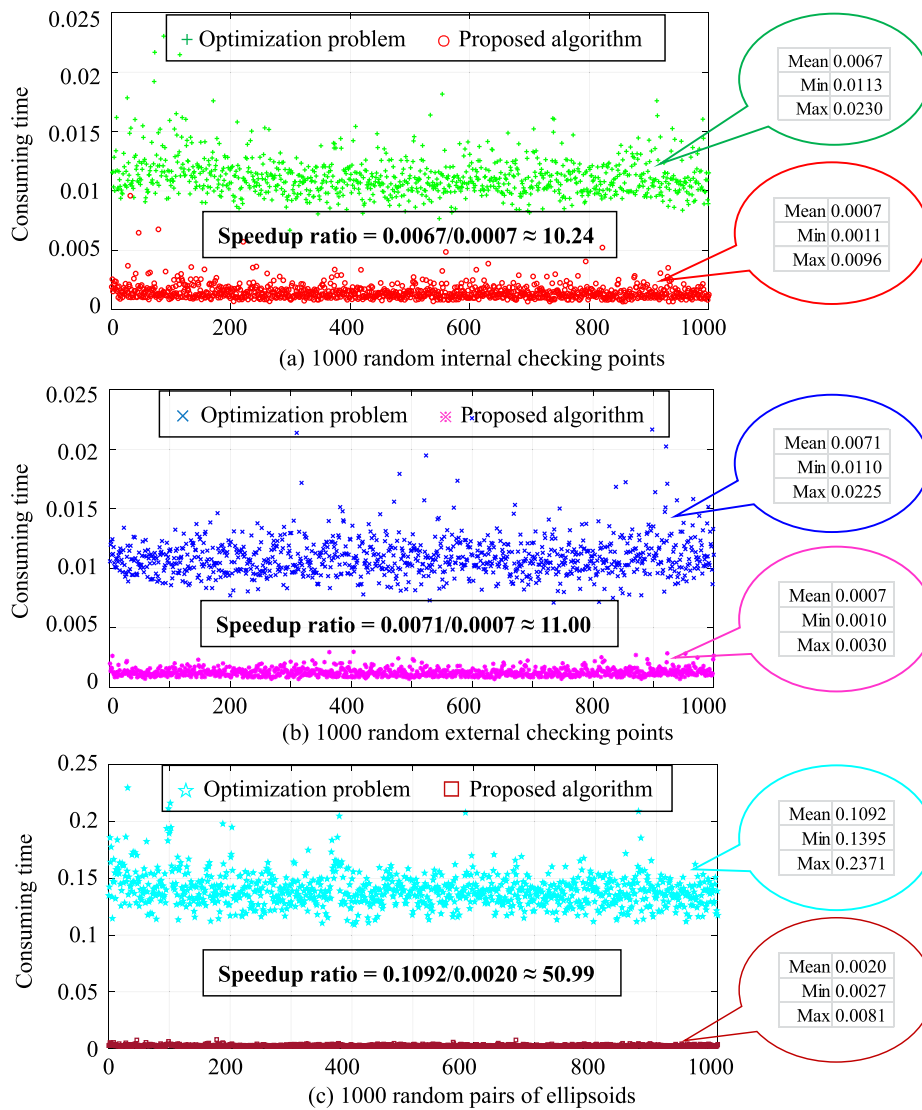 0.025
0.02
0.015
0.01
0.005
0
Consuming time
Optimization problem Proposed algorithm
Speedup ratio = 0.0067/0.0007 ≈ 10.24
0 200 400 600 800 1000
(a) 1000 random internal checking points
Mean 0.0067
Min 0.0113
Max 0.0230
Mean 0.0007
Min 0.0011
Max 0.0096
0.025
0.02
0.015
0.01
0.005
0
Consuming time
Optimization problem Proposed algorithm
Speedup ratio = 0.0071/0.0007 ≈ 11.00
0 200 400 600 800 1000
(b) 1000 random external checking points
Mean 0.0071
Min 0.0110
Max 0.0225
Mean 0.0007
Min 0.0010
Max 0.0030
0.25
0.2
0.15
0.1
0.05
0
Consuming time
Optimization problem Proposed algorithm
Speedup ratio = 0.1092/0.0020 ≈ 50.99
0 200 400 600 800 1000
(c) 1000 random pairs of ellipsoids
Mean 0.1092
Min 0.1395
Max 0.2371
Mean 0.0020
Min 0.0027
Max 0.0081